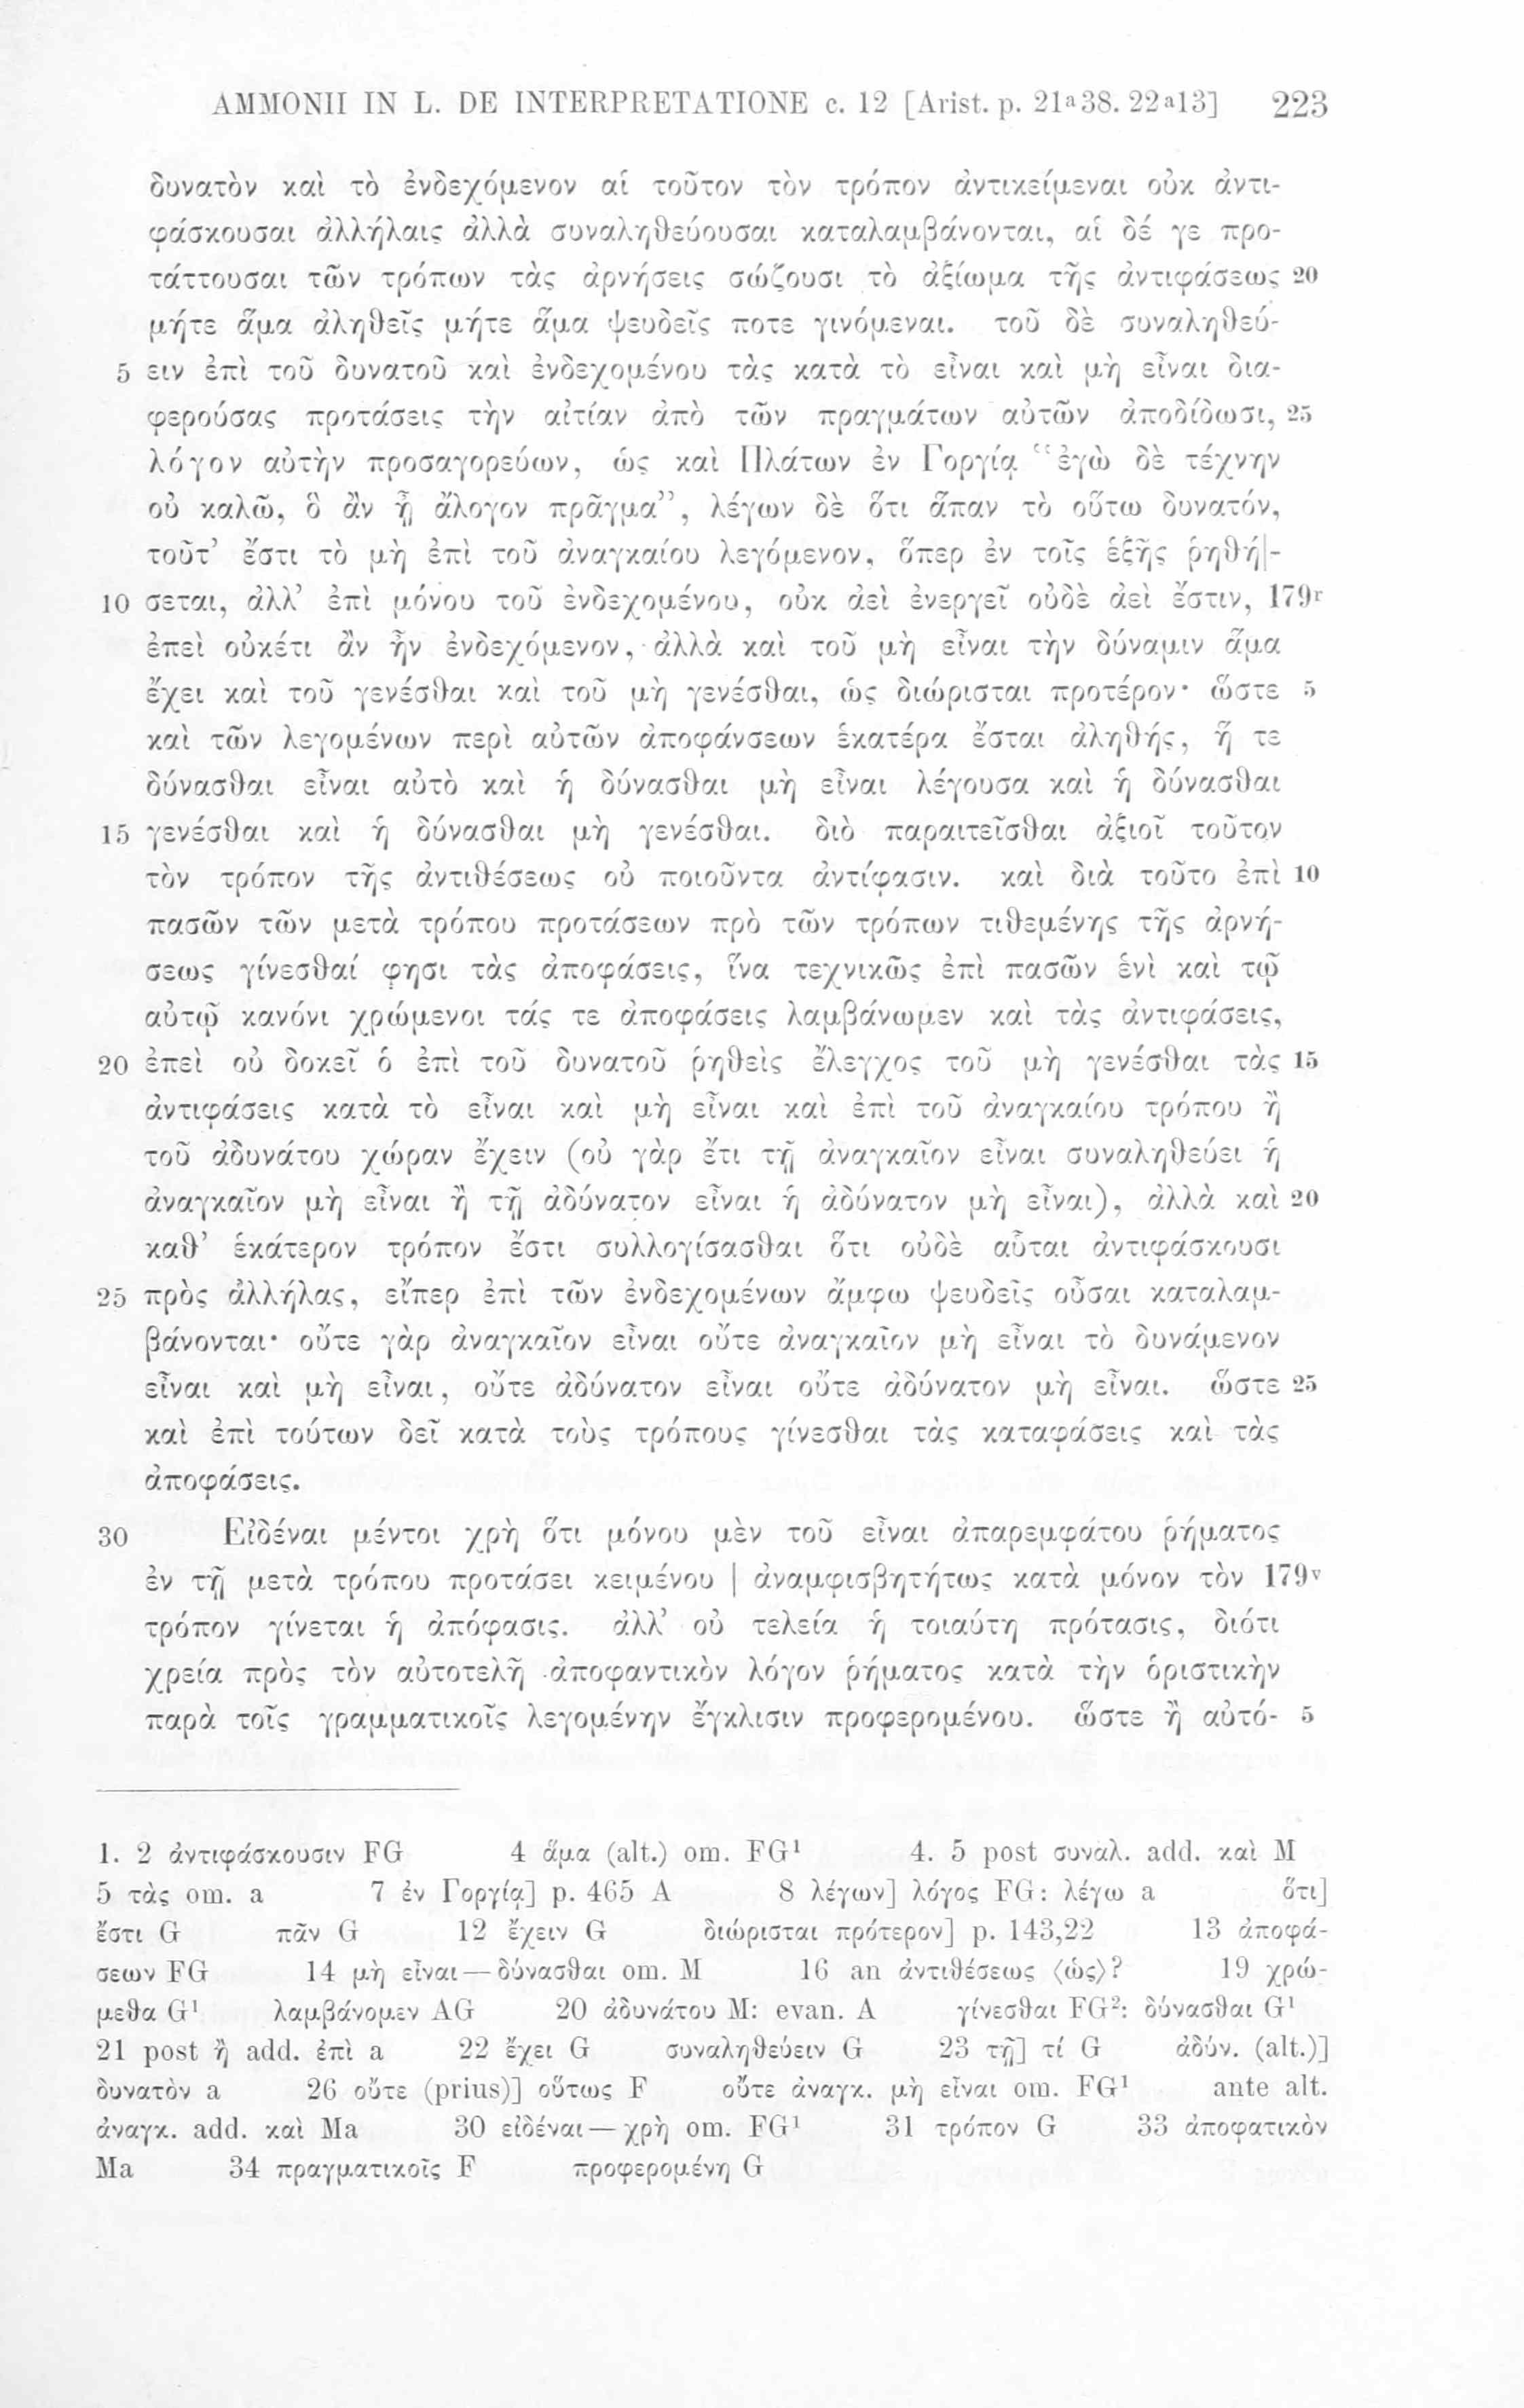 AMMONII IN L. DE INTERPRETATIONE c. 12 [Arist. p. 21ᵃ38. 22ᵃ13] 223
δυνατὸν καὶ τὸ ἐνδεχόμενον αἱ τοῦτον τὸν τρόπον ἀντικείμεναι οὐκ ἀντι-
φάσκουσαι ἀλλήλαις ἀλλὰ συναληθεύουσαι καταλαμβάνονται, αἱ δέ γε προ-
τάττουσαι τῶν τρόπων τὰς ἀρνήσεις σώζουσι τὸ ἀξίωμα τῆς ἀντιφάσεως 20
μήτε ἅμα ἀληθεῖς μήτε ἅμα ψευδεῖς ποτε γινόμεναι. τοῦ δὲ συναληθεύ-
5 ειν ἐπὶ τοῦ δυνατοῦ καὶ ἐνδεχομένου τὰς κατὰ τὸ εἶναι καὶ μὴ εἶναι δια-
φερούσας προτάσεις τὴν αἰτίαν ἀπὸ τῶν πραγμάτων αὐτῶν ἀποδίδωσι, 25
λόγον αὐτὴν προσαγορεύων, ὡς καὶ Πλάτων ἐν Γοργίᾳ “ἐγὼ δὲ τέχνην
οὐ καλῶ, ὃ ἂν ᾖ ἄλογον πρᾶγμα”, λέγων δὲ ὅτι ἅπαν τὸ οὕτω δυνατόν,
τοῦτ’ ἔστι τὸ μὴ ἐπὶ τοῦ ἀναγκαίου λεγόμενον, ὅπερ ἐν τοῖς ἑξῆς ῥηθή|-
10 σεται, ἀλλ’ ἐπὶ μόνου τοῦ ἐνδεχομένου, οὐκ ἀεὶ ἐνεργεῖ οὐδὲ ἀεὶ ἔστιν, 179ʳ
ἐπεὶ οὐκέτι ἂν ἦν ἐνδεχόμενον, ἀλλὰ καὶ τοῦ μὴ εἶναι τὴν δύναμιν ἅμα
ἔχει καὶ τοῦ γενέσθαι καὶ τοῦ μὴ γενέσθαι, ὡς διώρισται προτέρον· ὥστε 5
καὶ τῶν λεγομένων περὶ αὐτῶν ἀποφάνσεων ἑκατέρα ἔσται ἀληθής, ἥ τε
δύνασθαι εἶναι αὐτὸ καὶ ἡ δύνασθαι μὴ εἶναι λέγουσα καὶ ἡ δύνασθαι
15 γενέσθαι καὶ ἡ δύνασθαι μὴ γενέσθαι. διὸ παραιτεῖσθαι ἀξιοῖ τοῦτον
τὸν τρόπον τῆς ἀντιθέσεως οὐ ποιοῦντα ἀντίφασιν. καὶ διὰ τοῦτο ἐπὶ 10
πασῶν τῶν μετὰ τρόπου προτάσεων πρὸ τῶν τρόπων τιθεμένης τῆς ἀρνή-
σεως γίνεσθαί φησι τὰς ἀποφάσεις, ἵνα τεχνικῶς ἐπὶ πασῶν ἑνὶ καὶ τῷ
αὐτῷ κανόνι χρώμενοι τάς τε ἀποφάσεις λαμβάνωμεν καὶ τὰς ἀντιφάσεις,
20 ἐπεὶ οὐ δοκεῖ ὁ ἐπὶ τοῦ δυνατοῦ ῥηθεὶς ἔλεγχος τοῦ μὴ γενέσθαι τὰς 15
ἀντιφάσεις κατὰ τὸ εἶναι καὶ μὴ εἶναι καὶ ἐπὶ τοῦ ἀναγκαίου τρόπου ἢ
τοῦ ἀδυνάτου χώραν ἔχειν (οὐ γὰρ ἔτι τῇ ἀναγκαῖον εἶναι συναληθεύει ἡ
ἀναγκαῖον μὴ εἶναι ἢ τῇ ἀδύνατον εἶναι ἡ ἀδύνατον μὴ εἶναι), ἀλλὰ καὶ 20
καθ’ ἑκάτερον τρόπον ἔστι συλλογίσασθαι ὅτι οὐδὲ αὗται ἀντιφάσκουσι
25 πρὸς ἀλλήλας, εἴπερ ἐπὶ τῶν ἐνδεχομένων ἄμφω ψευδεῖς οὖσαι καταλαμ-
βάνονται· οὔτε γὰρ ἀναγκαῖον εἶναι οὔτε ἀναγκαῖον μὴ εἶναι τὸ δυνάμενον
εἶναι καὶ μὴ εἶναι, οὔτε ἀδύνατον εἶναι οὔτε ἀδύνατον μὴ εἶναι. ὥστε 25
καὶ ἐπὶ τούτων δεῖ κατὰ τοὺς τρόπους γίνεσθαι τὰς καταφάσεις καὶ τὰς
ἀποφάσεις.
30 Εἰδέναι μέντοι χρὴ ὅτι μόνου μὲν τοῦ εἶναι ἀπαρεμφάτου ῥήματος
ἐν τῇ μετὰ τρόπου προτάσει κειμένου | ἀναμφισβητήτως κατὰ μόνον τὸν 179ᵛ
τρόπον γίνεται ἡ ἀπόφασις. ἀλλ’ οὐ τελεία ἡ τοιαύτη πρότασις, διότι
χρεία πρὸς τὸν αὐτοτελῆ ἀποφαντικὸν λόγον ῥήματος κατὰ τὴν ὁριστικὴν
παρὰ τοῖς γραμματικοῖς λεγομένην ἔγκλισιν προφερομένου. ὥστε ἢ αὐτό- 5
1. 2 ἀντιφάσκουσιν FG 4 ἅμα (alt.) om. FG¹ 4. 5 post συναλ. add. καὶ M
5 τὰς om. a 7 ἐν Γοργίᾳ] p. 465 A 8 λέγων] λόγος FG: λέγω a ὅτι]
ἔστι G πᾶν G 12 ἔχειν G διώρισται πρότερον] p. 143,22 13 ἀποφά-
σεων FG 14 μὴ εἶναι—δύνασθαι om. M 16 an ἀντιθέσεως ⟨ὡς⟩? 19 χρώ-
μεθα G¹ λαμβάνομεν AG 20 ἀδυνάτου M: evan. A γίνεσθαι FG²: δύνασθαι G¹
21 post ἢ add. ἐπὶ a 22 ἔχει G συναληθεύειν G 23 τῇ] τί G ἀδύν. (alt.)]
δυνατὸν a 26 οὔτε (prius)] οὕτως F οὔτε ἀναγκ. μὴ εἶναι om. FG¹ ante alt.
ἀναγκ. add. καὶ Ma 30 εἰδέναι—χρὴ om. FG¹ 31 τρόπον G 33 ἀποφατικὸν
Ma 34 πραγματικοῖς F προφερομένη G